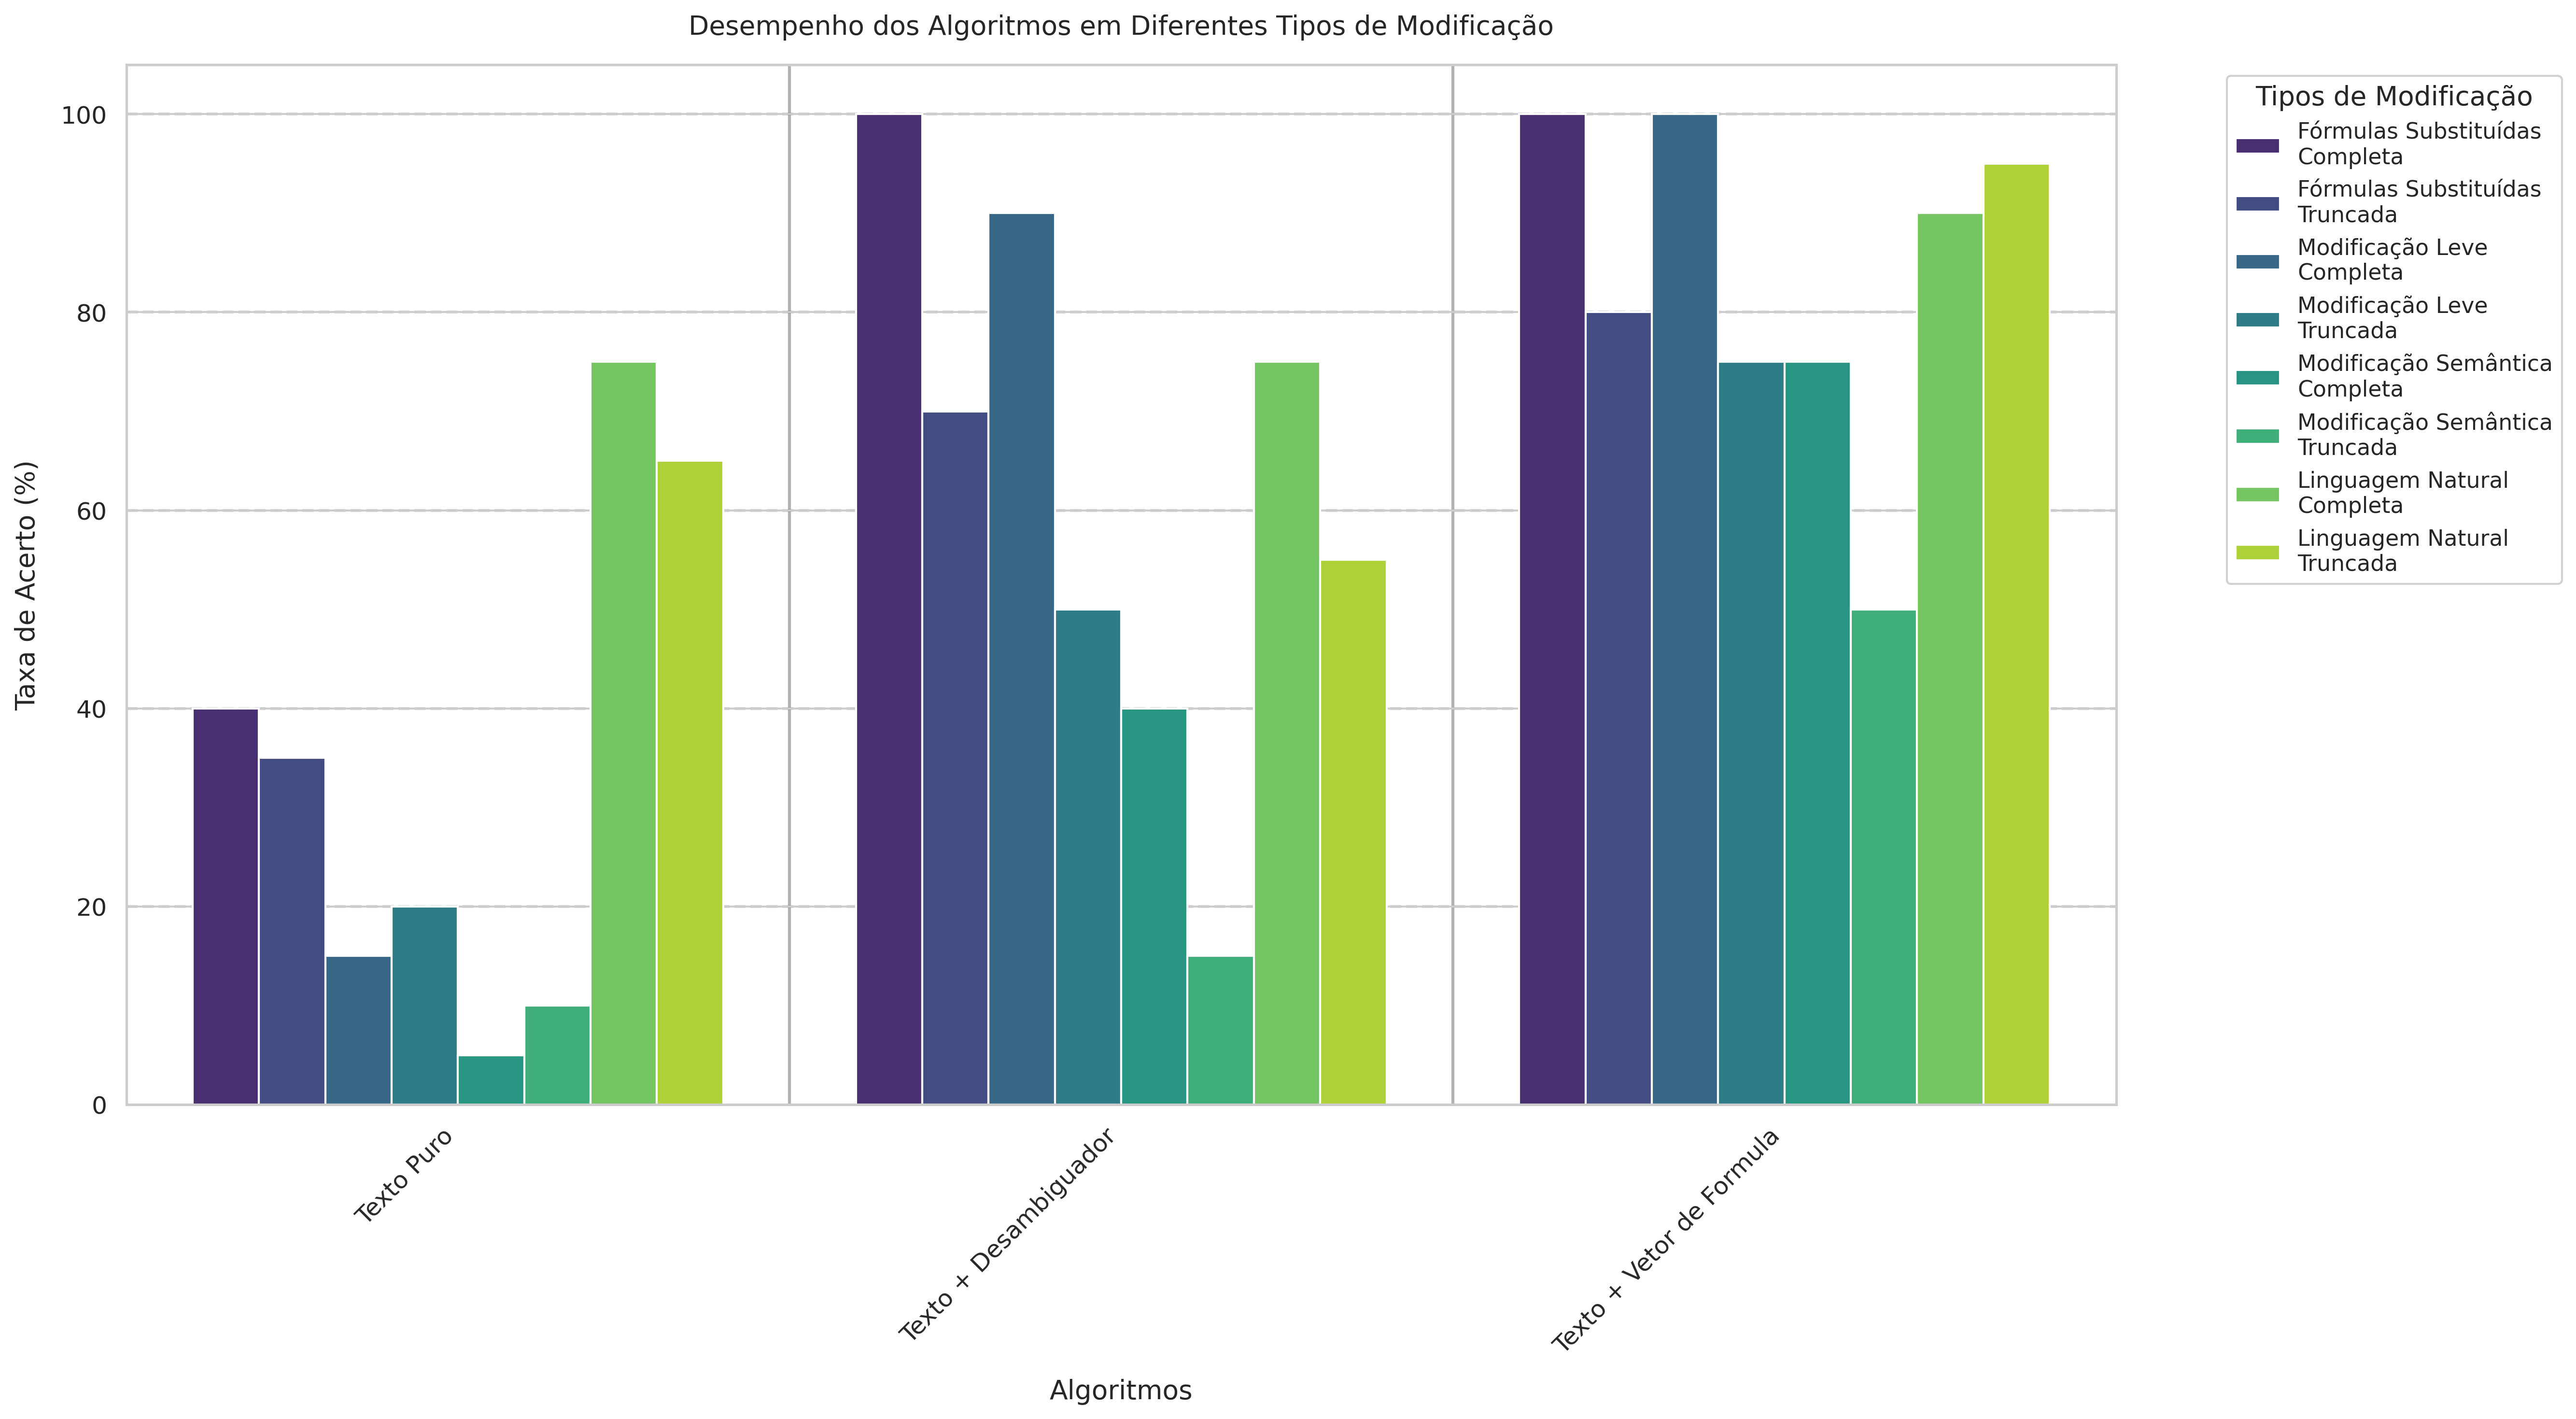 Desempenho dos Algoritmos em Diferentes Tipos de Modificação
Taxa de Acerto (%)
100
80
60
40
20
0
Texto Puro
Texto + Desambiguador
Texto + Vetor de Formula
Algoritmos
Tipos de Modificação
Fórmulas Substituídas
Completa
Fórmulas Substituídas
Truncada
Modificação Leve
Completa
Modificação Leve
Truncada
Modificação Semântica
Completa
Modificação Semântica
Truncada
Linguagem Natural
Completa
Linguagem Natural
Truncada